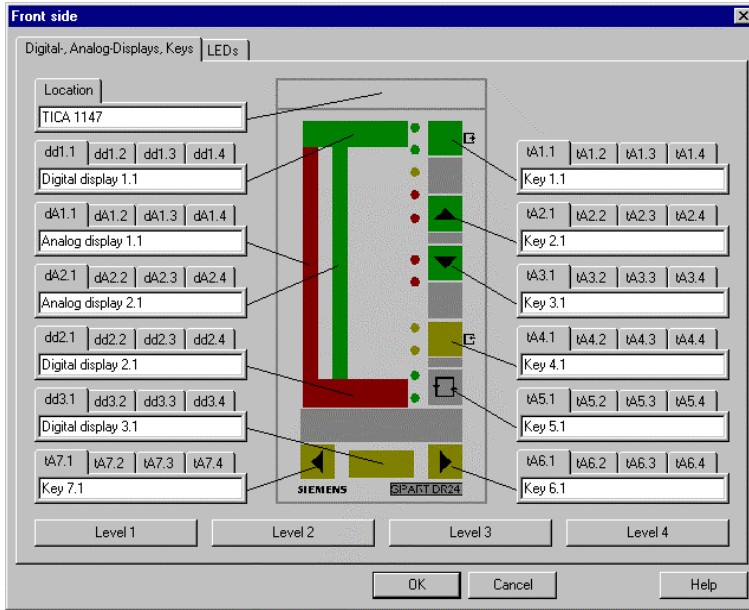 Front side
Digital-, Analog-Displays, Keys LEDs
Location
TICA 1147
dd1.1 dd1.2 dd1.3 dd1.4
Digital display 1.1
dA1.1 dA1.2 dA1.3 dA1.4
Analog display 1.1
dA2.1 dA2.2 dA2.3 dA2.4
Analog display 2.1
dd2.1 dd2.2 dd2.3 dd2.4
Digital display 2.1
dd3.1 dd3.2 dd3.3 dd3.4
Digital display 3.1
tA7.1 tA7.2 tA7.3 tA7.4
Key 7.1
SIEMENS SIPART DR24
tA1.1 tA1.2 tA1.3 tA1.4
Key 1.1
tA2.1 tA2.2 tA2.3 tA2.4
Key 2.1
tA3.1 tA3.2 tA3.3 tA3.4
Key 3.1
tA4.1 tA4.2 tA4.3 tA4.4
Key 4.1
tA5.1 tA5.2 tA5.3 tA5.4
Key 5.1
tA6.1 tA6.2 tA6.3 tA6.4
Key 6.1
Level 1 Level 2 Level 3 Level 4
OK Cancel Help